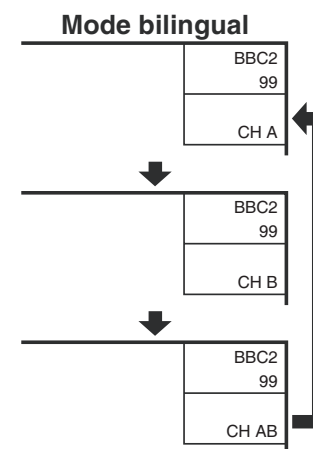 Mode bilingual
BBC2
99
CH A
BBC2
99
CH B
BBC2
99
CH AB